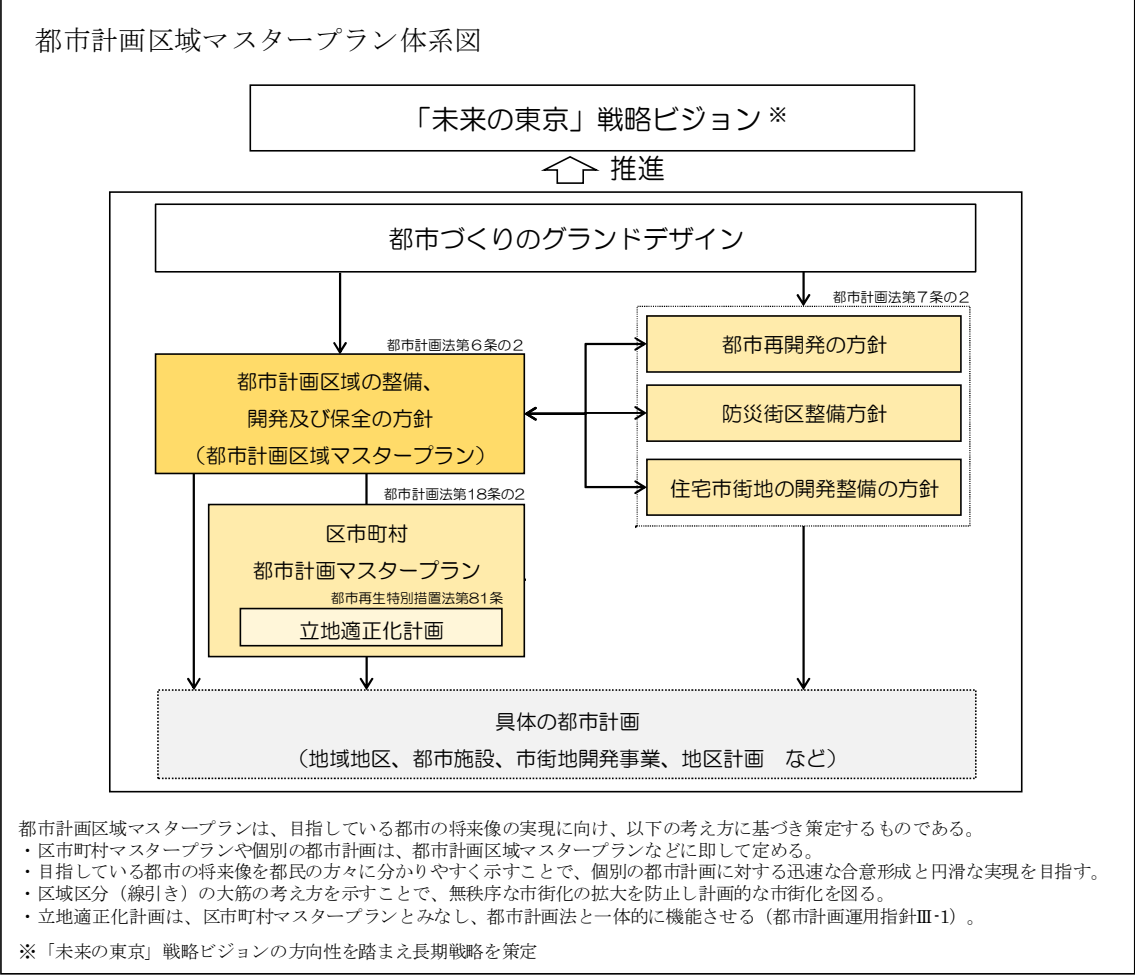 都市計画区域マスタープラン体系図
「未来の東京」戦略ビジョン※
推進
都市づくりのグランドデザイン
都市計画法第7条の2
都市計画法第6条の2
都市再開発の方針
都市計画区域の整備、
開発及び保全の方針
（都市計画区域マスタープラン）
防災街区整備方針
住宅市街地の開発整備の方針
都市計画法第18条の2
区市町村
都市計画マスタープラン
都市再生特別措置法第81条
立地適正化計画
具体の都市計画
（地域地区、都市施設、市街地開発事業、地区計画　など）
都市計画区域マスタープランは、目指している都市の将来像の実現に向け、以下の考え方に基づき策定するものである。
・区市町村マスタープランや個別の都市計画は、都市計画区域マスタープランなどに即して定める。
・目指している都市の将来像を都民の方々に分かりやすく示すことで、個別の都市計画に対する迅速な合意形成と円滑な実現を目指す。
・区域区分（線引き）の大筋の考え方を示すことで、無秩序な市街化の拡大を防止し計画的な市街化を図る。
・立地適正化計画は、区市町村マスタープランとみなし、都市計画法と一体的に機能させる（都市計画運用指針Ⅲ-1）。
※「未来の東京」戦略ビジョンの方向性を踏まえ長期戦略を策定